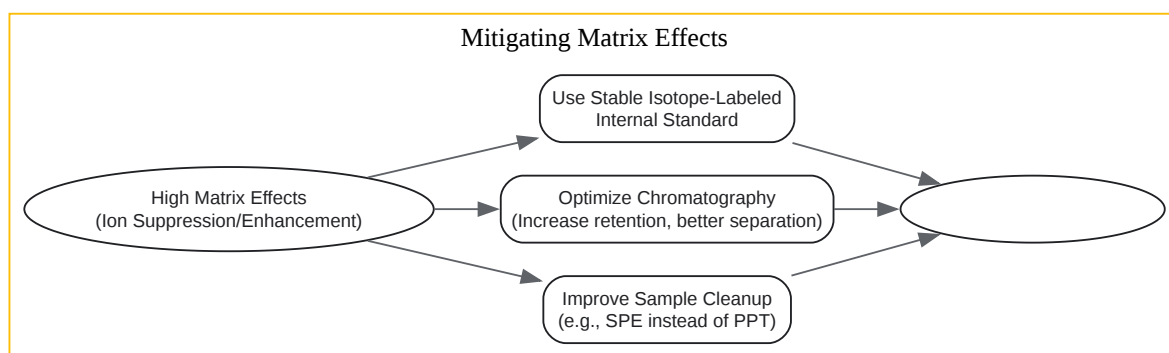 Mitigating Matrix Effects
Use Stable Isotope-Labeled
Internal Standard
High Matrix Effects
(Ion Suppression/Enhancement)
Optimize Chromatography
(Increase retention, better separation)
Improve Sample Cleanup
(e.g., SPE instead of PPT)